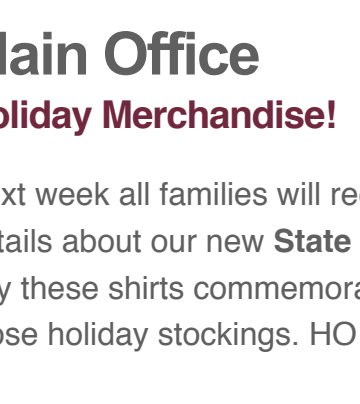 lain Office
oliday Merchandise!
xt week all families will re
tails about our new State
y these shirts commemora
ose holiday stockings. HO